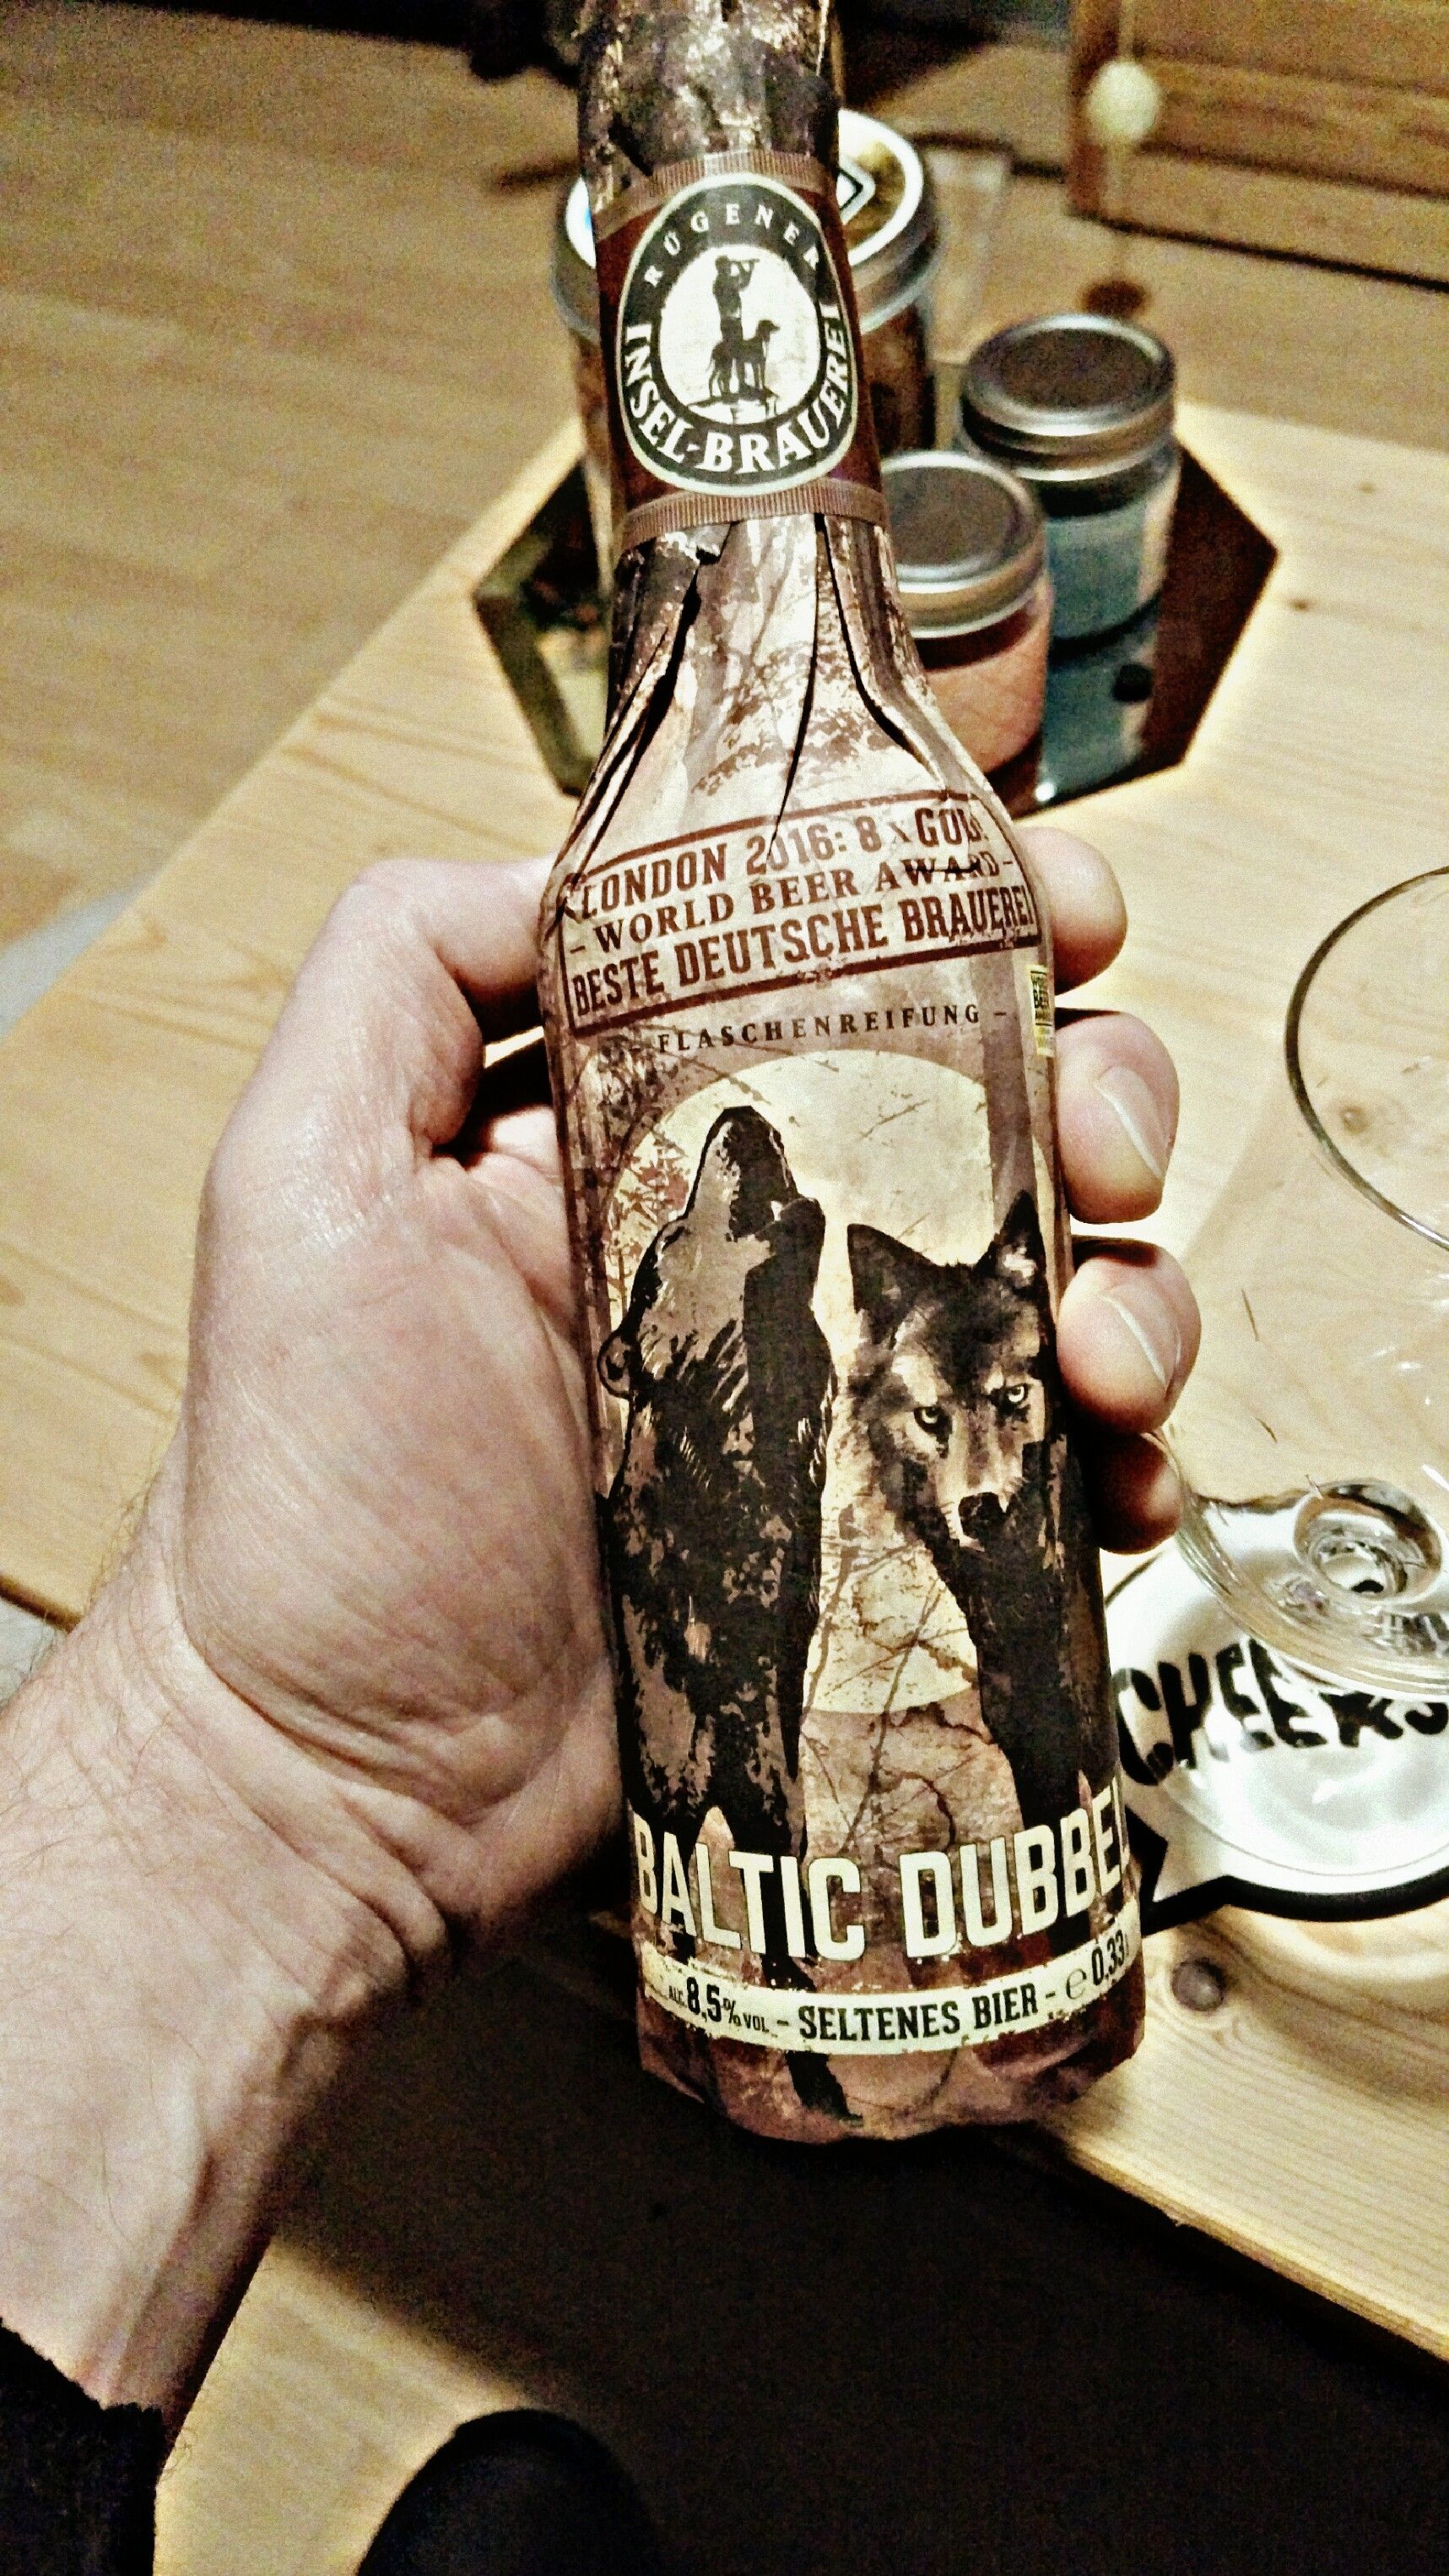 RÜGENER
INSEL-BRAUEREI
LONDON 2016: 8 x GOLD
- WORLD BEER AWARD -
BESTE DEUTSCHE BRAUEREI
- FLASCHENREIFUNG -
BALTIC DUBBEL
ALC. 8,5% VOL. - SELTENES BIER - e 0,33l
CHEERS